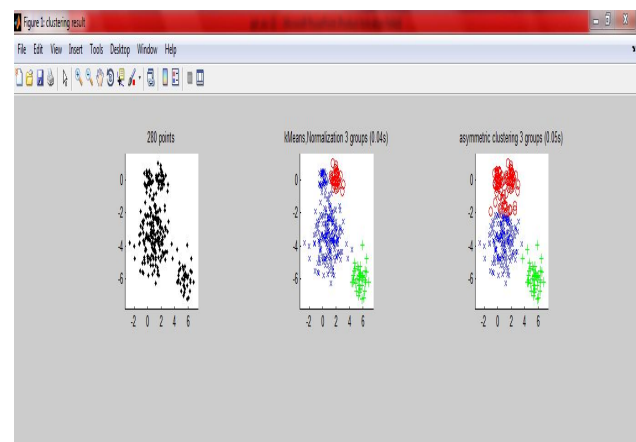 Figure 1: clustering result
File Edit View Insert Tools Desktop Window Help
280 points
kMeans,Normalization 3 groups (0.04s)
asymmetric clustering 3 groups (0.05s)
0
-2
-4
-6
-2 0 2 4 6
0
-2
-4
-6
-2 0 2 4 6
0
-2
-4
-6
-2 0 2 4 6